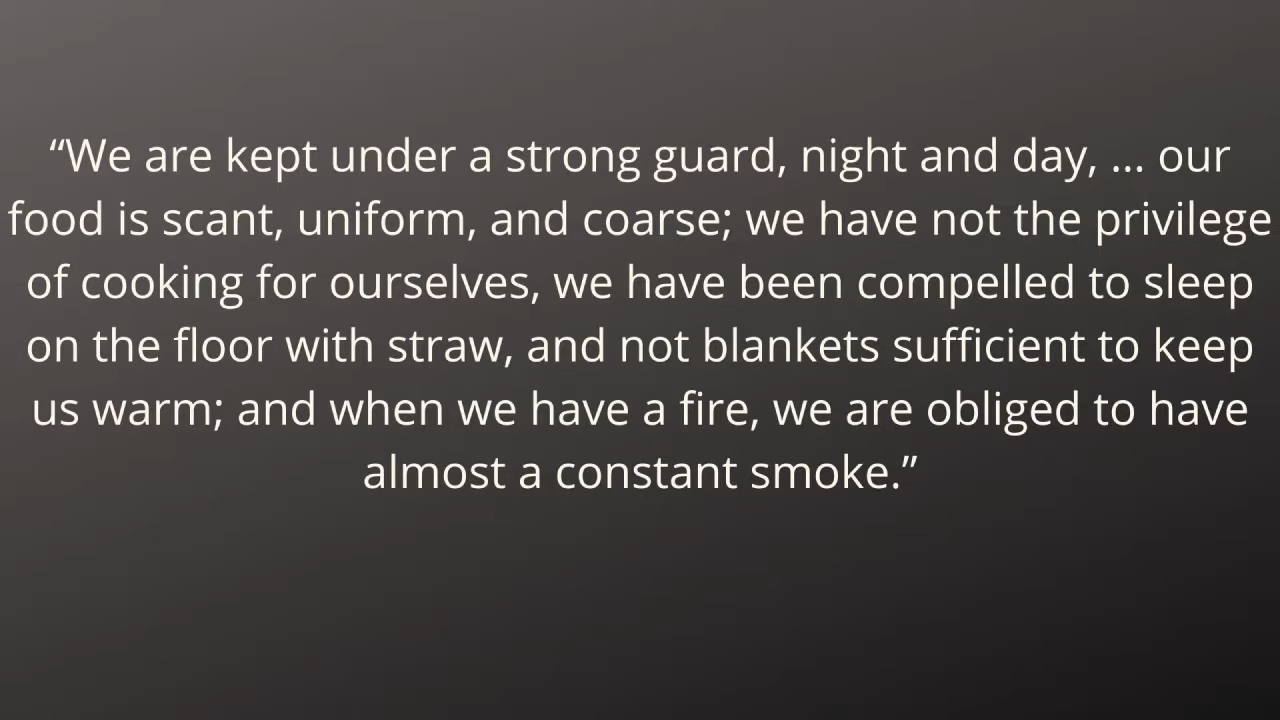 “We are kept under a strong guard, night and day, ... our
food is scant, uniform, and coarse; we have not the privilege
of cooking for ourselves, we have been compelled to sleep
on the floor with straw, and not blankets sufficient to keep
us warm; and when we have a fire, we are obliged to have
almost a constant smoke.”